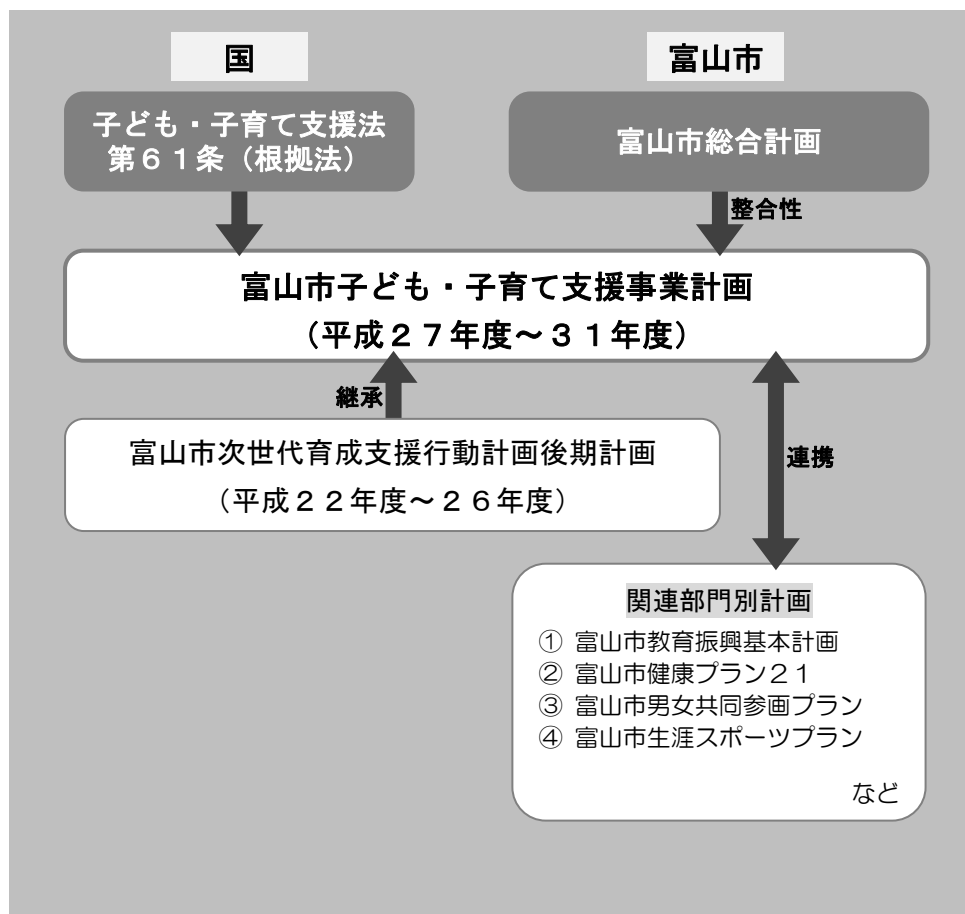 国
富山市
子ども・子育て支援法
第６１条（根拠法）
富山市総合計画
整合性
富山市子ども・子育て支援事業計画
（平成２７年度～３１年度）
継承
富山市次世代育成支援行動計画後期計画
（平成２２年度～２６年度）
連携
関連部門別計画
① 富山市教育振興基本計画
② 富山市健康プラン２１
③ 富山市男女共同参画プラン
④ 富山市生涯スポーツプラン
など